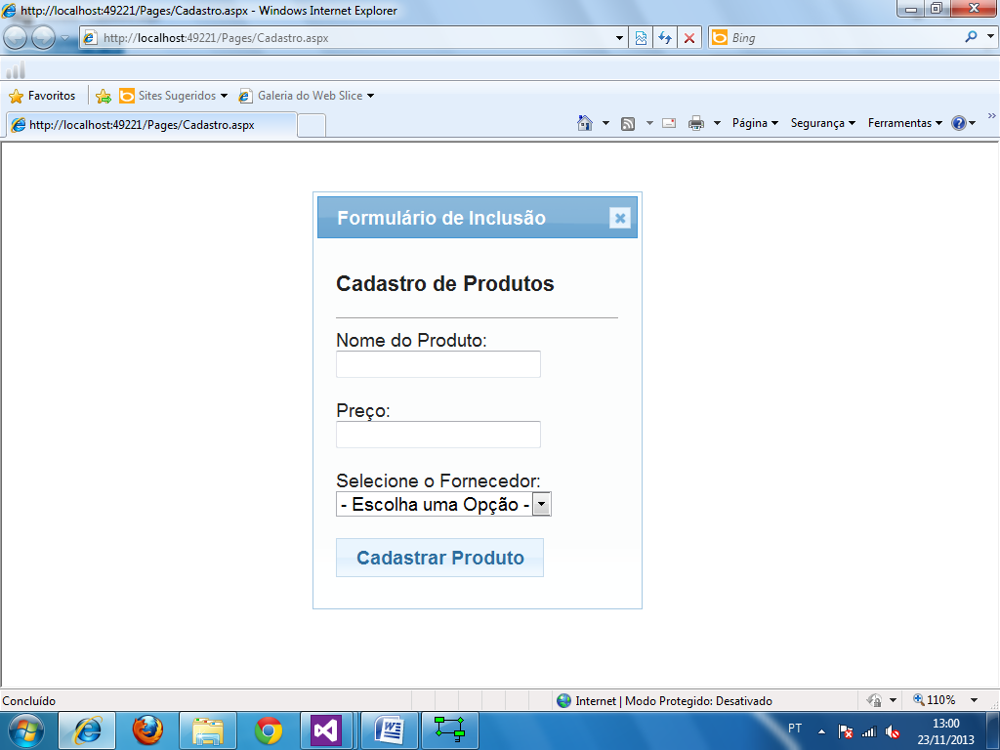 http://localhost:49221/Pages/Cadastro.aspx - Windows Internet Explorer
http://localhost:49221/Pages/Cadastro.aspx
Bing
Favoritos
Sites Sugeridos
Galeria do Web Slice
http://localhost:49221/Pages/Cadastro.aspx
Página
Segurança
Ferramentas
Formulário de Inclusão
Cadastro de Produtos
Nome do Produto:
Preço:
Selecione o Fornecedor:
- Escolha uma Opção -
Cadastrar Produto
Concluído
Internet | Modo Protegido: Desativado
110%
PT
13:00
23/11/2013